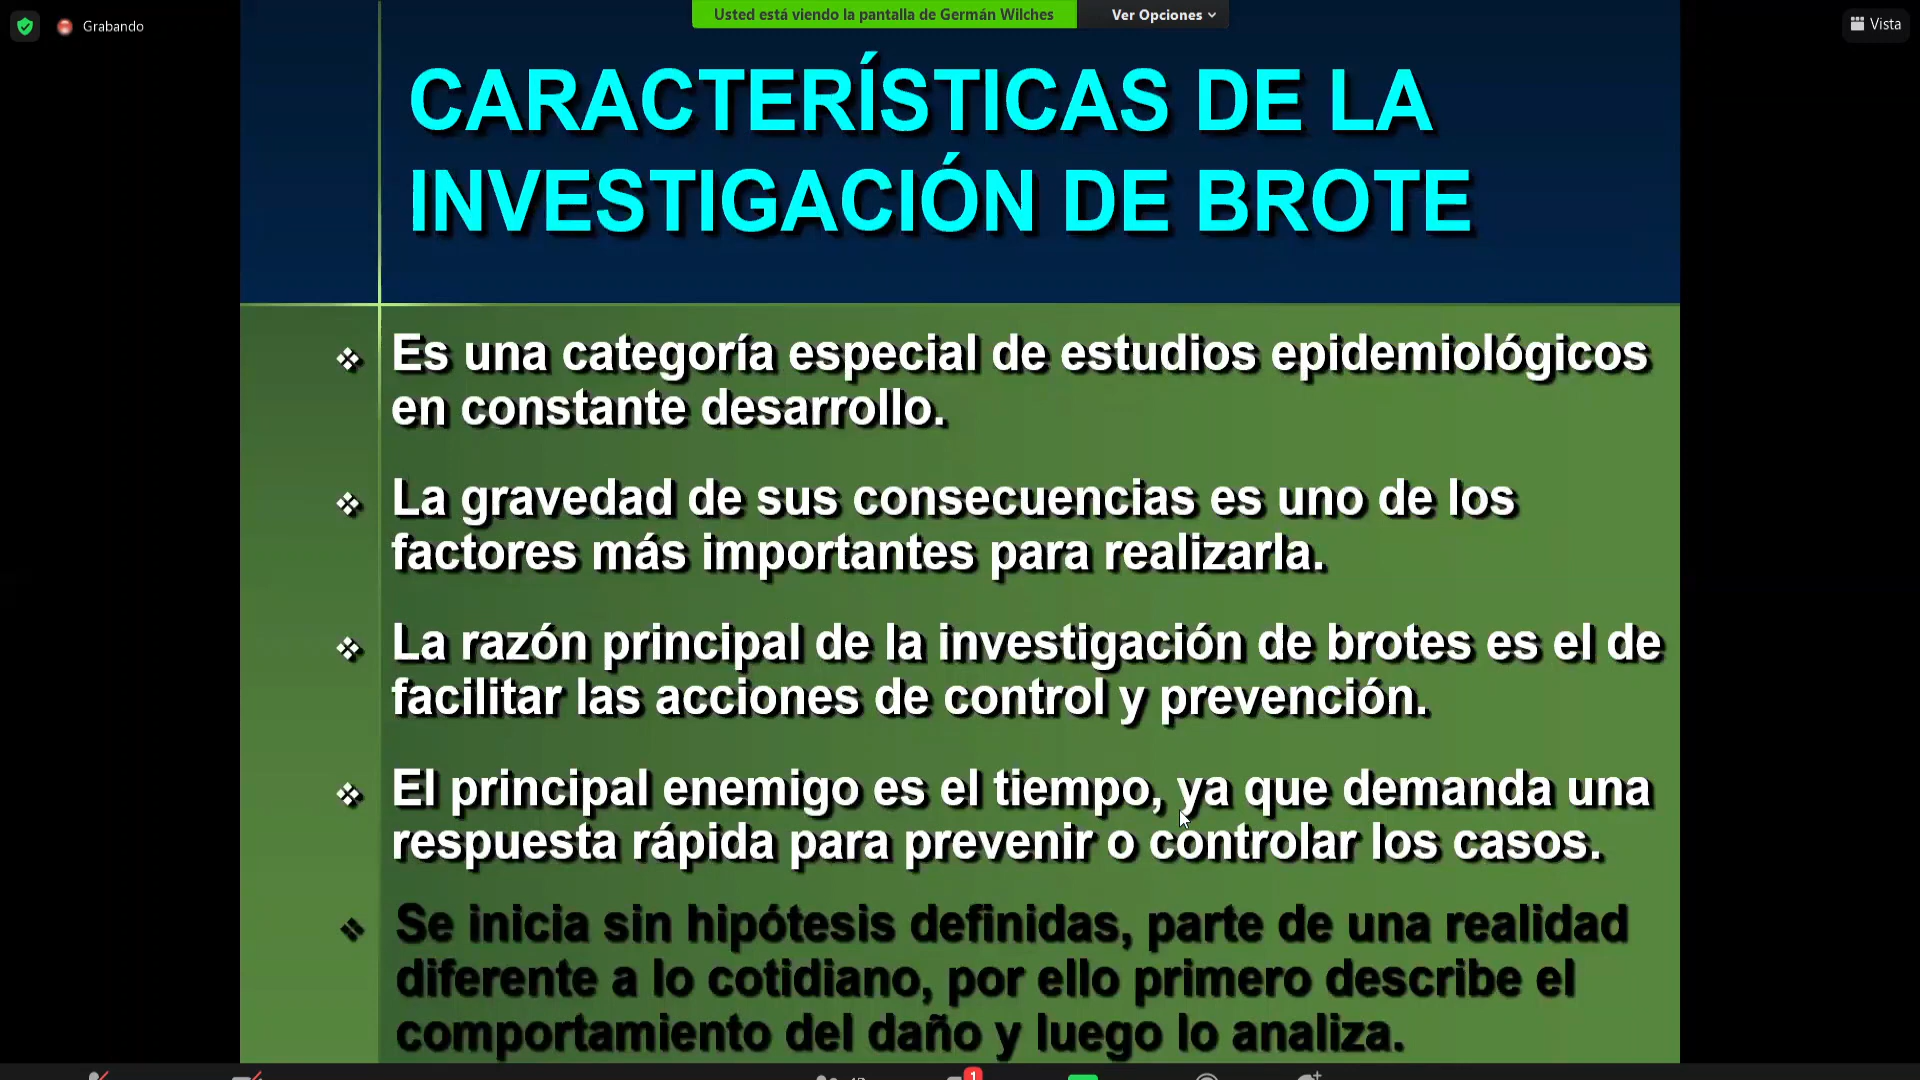 Usted está viendo la pantalla de Germán Wilches
Ver Opciones
Grabando
Vista
CARACTERÍSTICAS DE LA
INVESTIGACIÓN DE BROTE
Es una categoría especial de estudios epidemiológicos
en constante desarrollo.
La gravedad de sus consecuencias es uno de los
factores más importantes para realizarla.
La razón principal de la investigación de brotes es el de
facilitar las acciones de control y prevención.
El principal enemigo es el tiempo, ya que demanda una
respuesta rápida para prevenir o controlar los casos.
Se inicia sin hipótesis definidas, parte de una realidad
diferente a lo cotidiano, por ello primero describe el
comportamiento del daño y luego lo analiza.
1